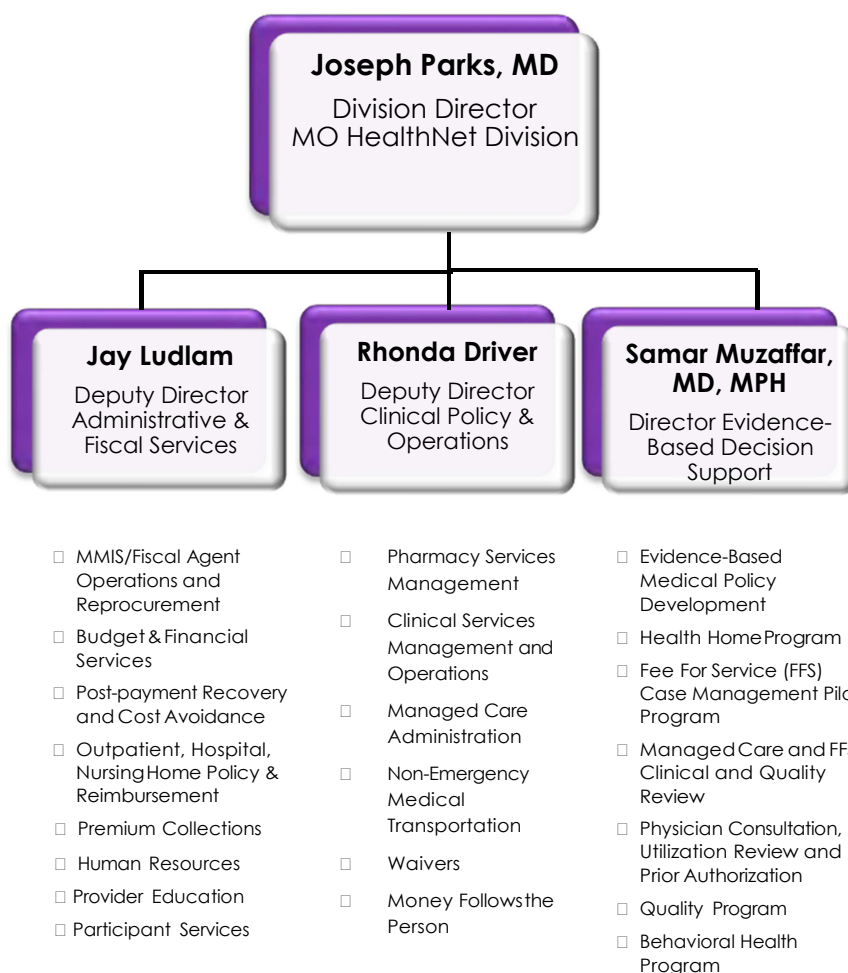 Joseph Parks, MD
Division Director
MO HealthNet Division
Jay Ludlam
Deputy Director
Administrative &
Fiscal Services
Rhonda Driver
Deputy Director
Clinical Policy &
Operations
Samar Muzaffar,
MD, MPH
Director Evidence-
Based Decision
Support
MMIS/Fiscal Agent
Operations and
Reprocurement
Budget & Financial
Services
Post-payment Recovery
and Cost Avoidance
Outpatient, Hospital,
Nursing Home Policy &
Reimbursement
Premium Collections
Human Resources
Provider Education
Participant Services
Pharmacy Services
Management
Clinical Services
Management and
Operations
Managed Care
Administration
Non-Emergency
Medical
Transportation
Waivers
Money Follows the
Person
Evidence-Based
Medical Policy
Development
Health Home Program
Fee For Service (FFS)
Case Management
Program
Managed Care and
Clinical and Quality
Review
Physician Consultation,
Utilization Review and
Prior Authorization
Quality Program
Behavioral Health
Program